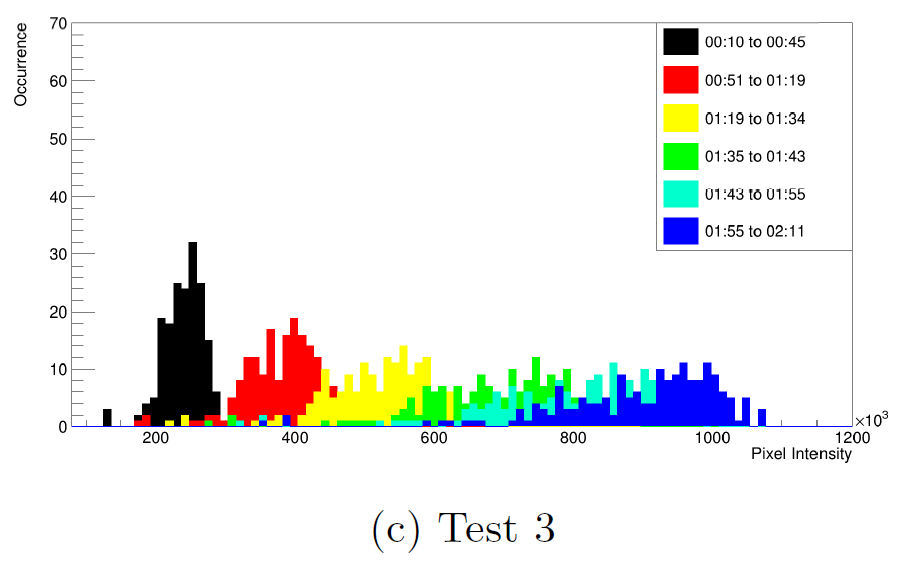 Occurrence
70
60
50
40
30
20
10
0
200 400 600 800 1000 1200
×10³
Pixel Intensity
00:10 to 00:45
00:51 to 01:19
01:19 to 01:34
01:35 to 01:43
01:43 to 01:55
01:55 to 02:11
(c) Test 3